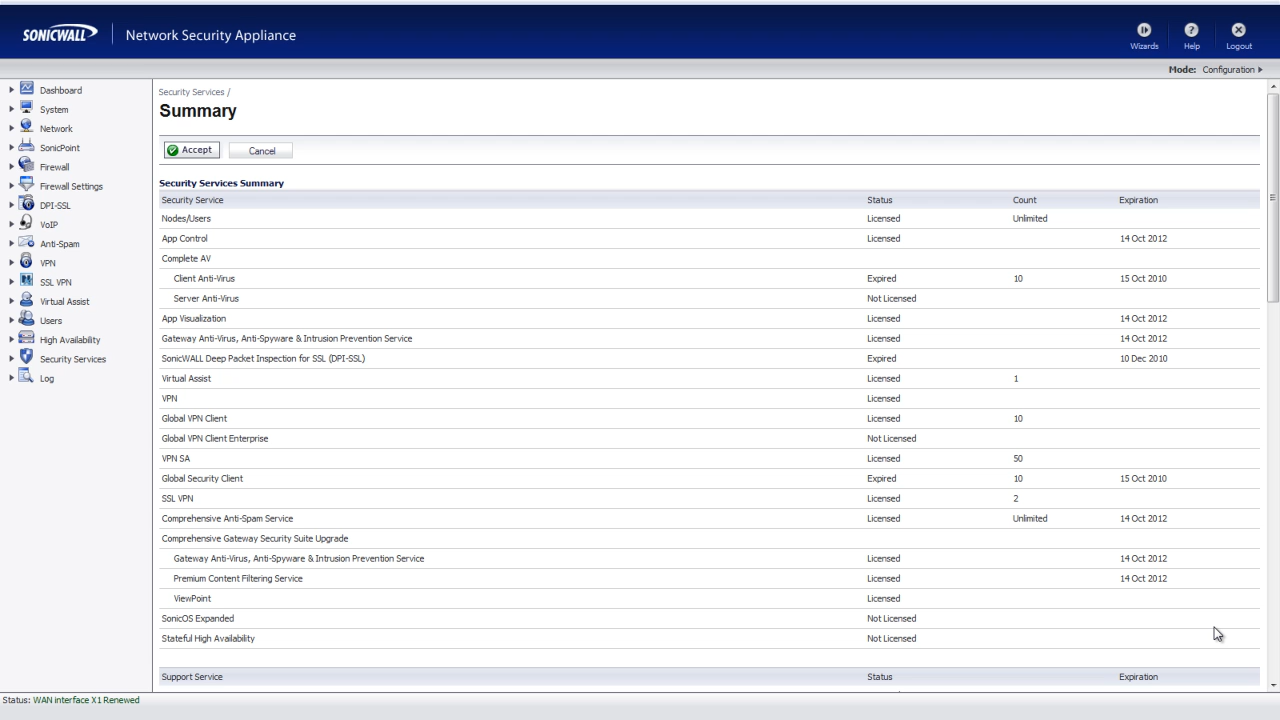 SONICWALL | Network Security Appliance
Wizards Help Logout
Mode: Configuration
Dashboard
System
Network
SonicPoint
Firewall
Firewall Settings
DPI-SSL
VoIP
Anti-Spam
VPN
SSL VPN
Virtual Assist
Users
High Availability
Security Services
Log
Security Services /
Summary
Accept Cancel
Security Services Summary
Security Service Status Count Expiration
Nodes/Users Licensed Unlimited
App Control Licensed 14 Oct 2012
Complete AV
Client Anti-Virus Expired 10 15 Oct 2010
Server Anti-Virus Not Licensed
App Visualization Licensed 14 Oct 2012
Gateway Anti-Virus, Anti-Spyware & Intrusion Prevention Service Licensed 14 Oct 2012
SonicWALL Deep Packet Inspection for SSL (DPI-SSL) Expired 10 Dec 2010
Virtual Assist Licensed 1
VPN Licensed
Global VPN Client Licensed 10
Global VPN Client Enterprise Not Licensed
VPN SA Licensed 50
Global Security Client Expired 10 15 Oct 2010
SSL VPN Licensed 2
Comprehensive Anti-Spam Service Licensed Unlimited 14 Oct 2012
Comprehensive Gateway Security Suite Upgrade
Gateway Anti-Virus, Anti-Spyware & Intrusion Prevention Service Licensed 14 Oct 2012
Premium Content Filtering Service Licensed 14 Oct 2012
ViewPoint Licensed
SonicOS Expanded Not Licensed
Stateful High Availability Not Licensed
Support Service Status Expiration
Status: WAN interface X1 Renewed